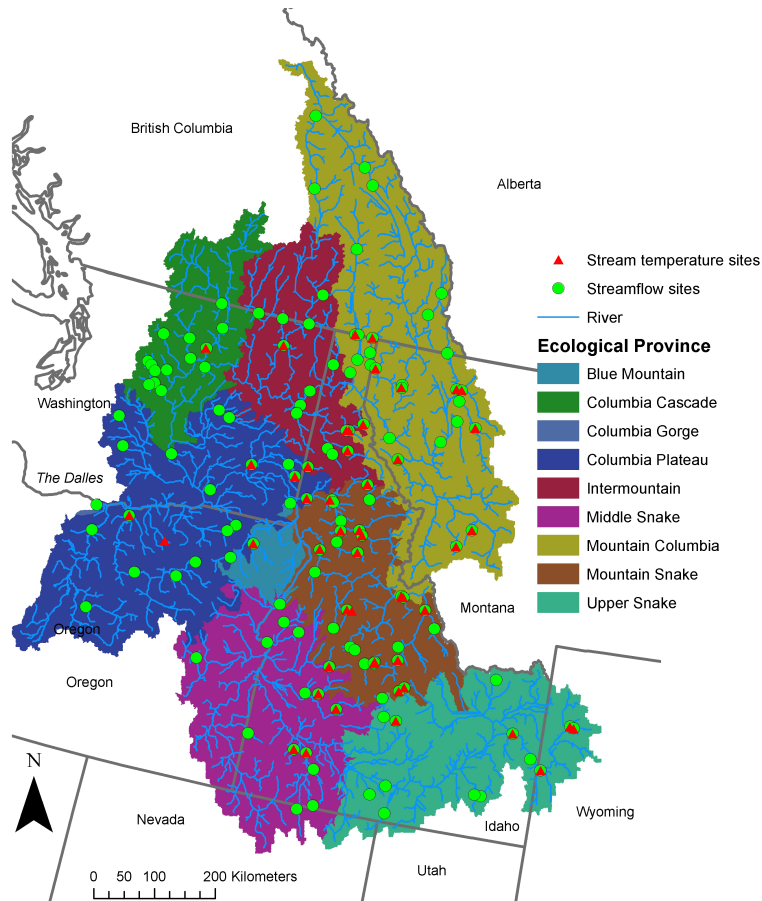 British Columbia
Alberta
Stream temperature sites
Streamflow sites
River
Ecological Province
Blue Mountain
Columbia Cascade
Columbia Gorge
Columbia Plateau
Intermountain
Middle Snake
Mountain Columbia
Mountain Snake
Upper Snake
Washington
The Dalles
Montana
Oregon
Oregon
N
Nevada
Idaho
Wyoming
Utah
0 50 100 200 Kilometers